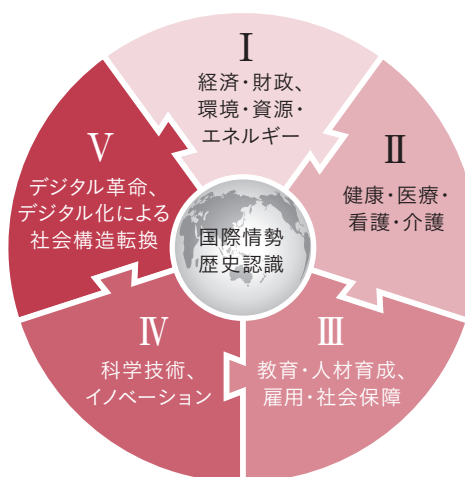 Ⅰ
経済・財政、
環境・資源・
エネルギー
Ⅱ
健康・医療・
看護・介護
Ⅲ
教育・人材育成、
雇用・社会保障
Ⅳ
科学技術、
イノベーション
Ⅴ
デジタル革命、
デジタル化による
社会構造転換
国際情勢
歴史認識